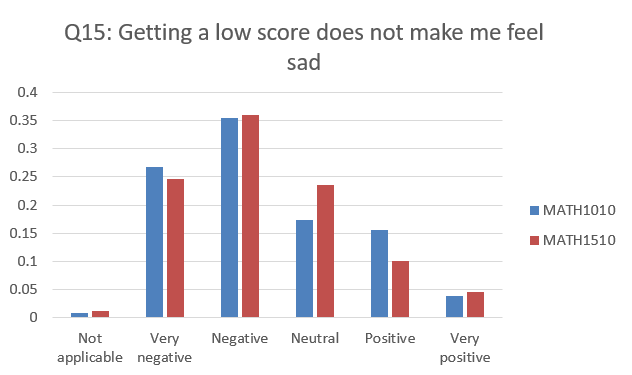 Q15: Getting a low score does not make me feel
sad
0.4
0.35
0.3
0.25
0.2
0.15
0.1
0.05
0
Not
applicable
Very
negative
Negative
Neutral
Positive
Very
positive
MATH1010
MATH1510